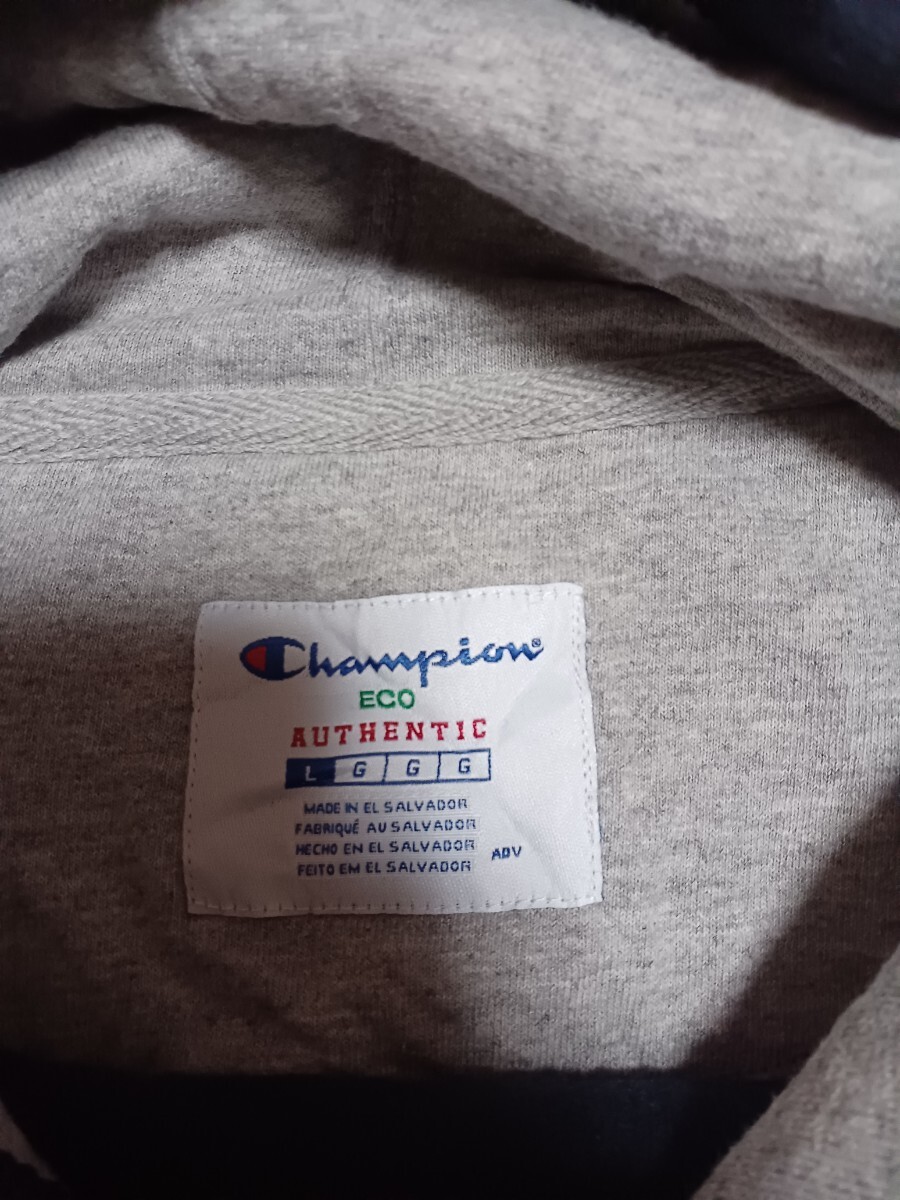 Champion®
ECO
AUTHENTIC
L G G G
MADE IN EL SALVADOR
FABRIQUÉ AU SALVADOR
HECHO EN EL SALVADOR
FEITO EM EL SALVADOR
ADV